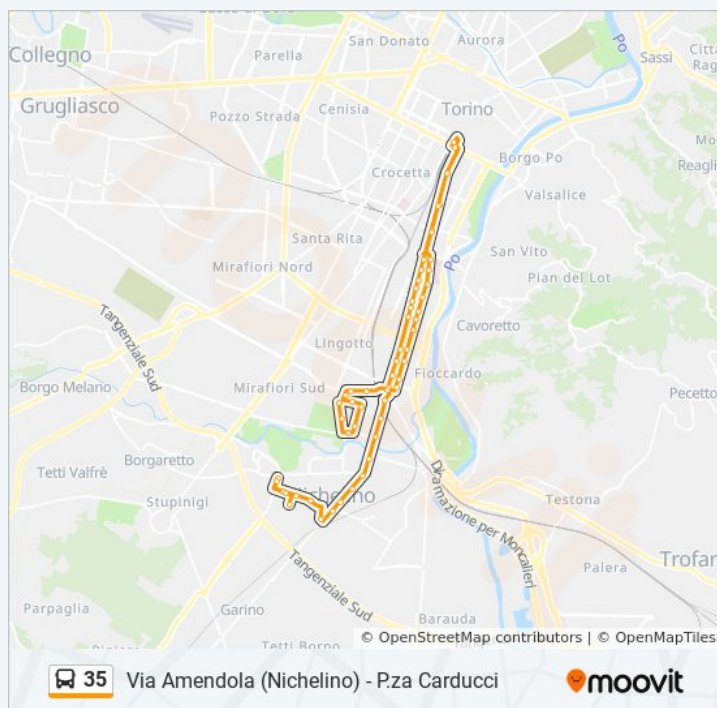 Collegno
San Donato
Aurora
Po
Sassi
Parella
Grugliasco
Pozzo Strada
Cenisia
Torino
Borgo Po
Crocetta
Valsalice
Santa Rita
San Vito
Mirafiori Nord
Po
Pian del Lot
Tangenziale Sud
Lingotto
Cavoretto
Borgo Melano
Mirafiori Sud
Fioccardo
Pecetto
Borgaretto
Tetti Valfrè
Stupinigi
Nichelino
Diramazione per Moncalieri
Testona
Tangenziale Sud
Trofar
Palera
Parpaglia
Garino
Barauda
Tetti Borno
© OpenStreetMap contributors | © OpenMapTiles
35 Via Amendola (Nichelino) - P.za Carducci
moovit